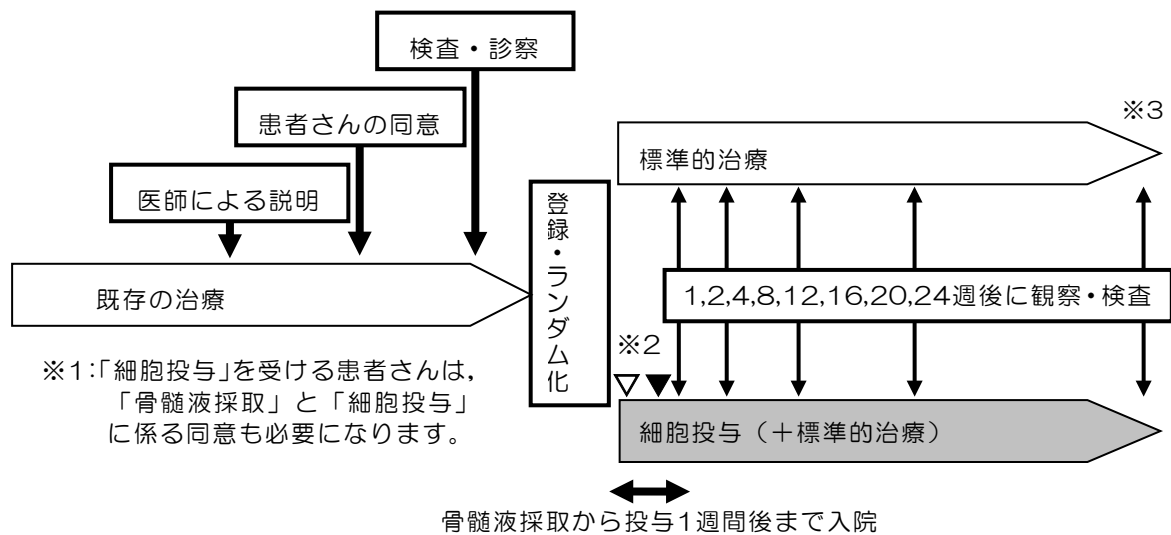 検査・診察
患者さんの同意
医師による説明
既存の治療
※1:「細胞投与」を受ける患者さんは,
「骨髄液採取」と「細胞投与」
に係る同意も必要になります。
登録・ランダム化
※3
標準的治療
1,2,4,8,12,16,20,24週後に観察・検査
※2
細胞投与（＋標準的治療）
骨髄液採取から投与1週間後まで入院